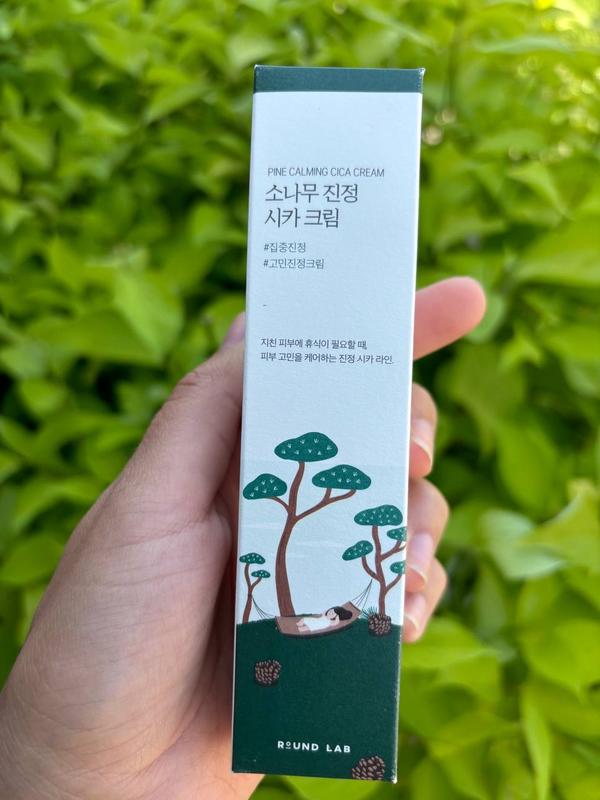 PINE CALMING CICA CREAM
소나무 진정
시카 크림
#집중진정
#고민진정크림
지친 피부에 휴식이 필요할 때,
피부 고민을 케어하는 진정 시카 라인.
ROUND LAB